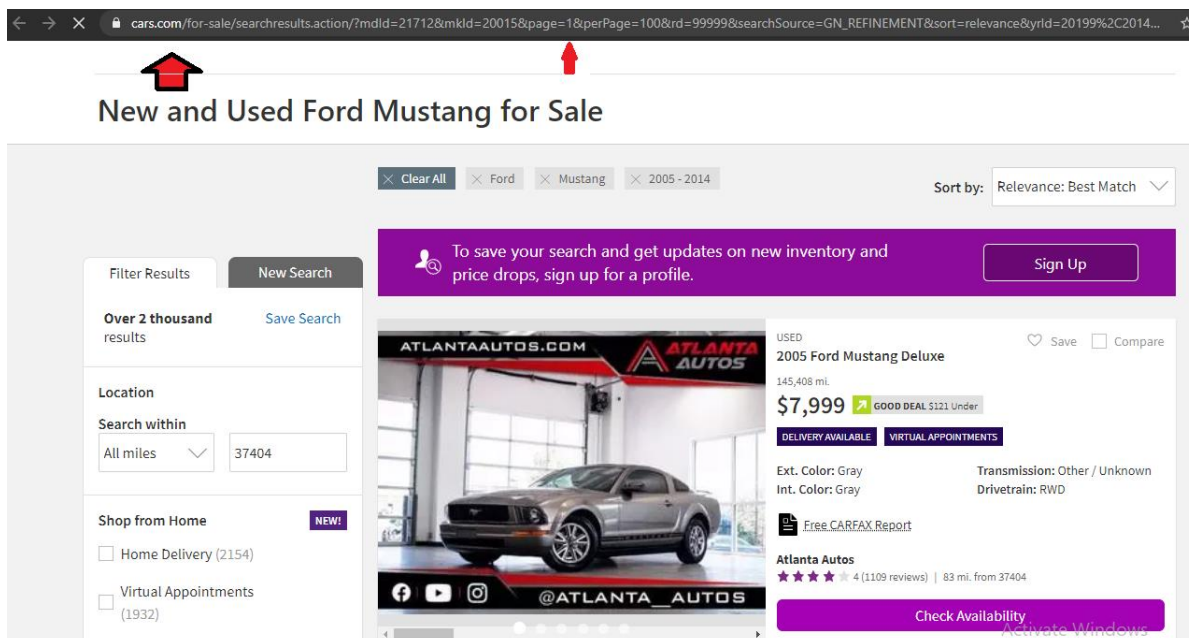 cars.com/for-sale/searchresults.action/?mdId=21712&mkId=20015&page=1&perPage=100&rd=99999&searchSource=GN_REFINEMENT&sort=relevance&yrId=20199%2C2014...
New and Used Ford Mustang for Sale
Clear All Ford Mustang 2005 - 2014
Sort by: Relevance: Best Match
To save your search and get updates on new inventory and
price drops, sign up for a profile.
Sign Up
Filter Results New Search
Over 2 thousand Save Search
results
Location
Search within
All miles 37404
Shop from Home NEW!
Home Delivery (2154)
Virtual Appointments
(1932)
ATLANTAAUTOS.COM
ATLANTA
AUTOS
@ATLANTA__AUTOS
USED
2005 Ford Mustang Deluxe
Save Compare
145,408 mi.
$7,999 GOOD DEAL $121 Under
DELIVERY AVAILABLE VIRTUAL APPOINTMENTS
Ext. Color: Gray Transmission: Other / Unknown
Int. Color: Gray Drivetrain: RWD
Free CARFAX Report
Atlanta Autos
4 (1109 reviews) | 83 mi. from 37404
Check Availability
Activate Windows